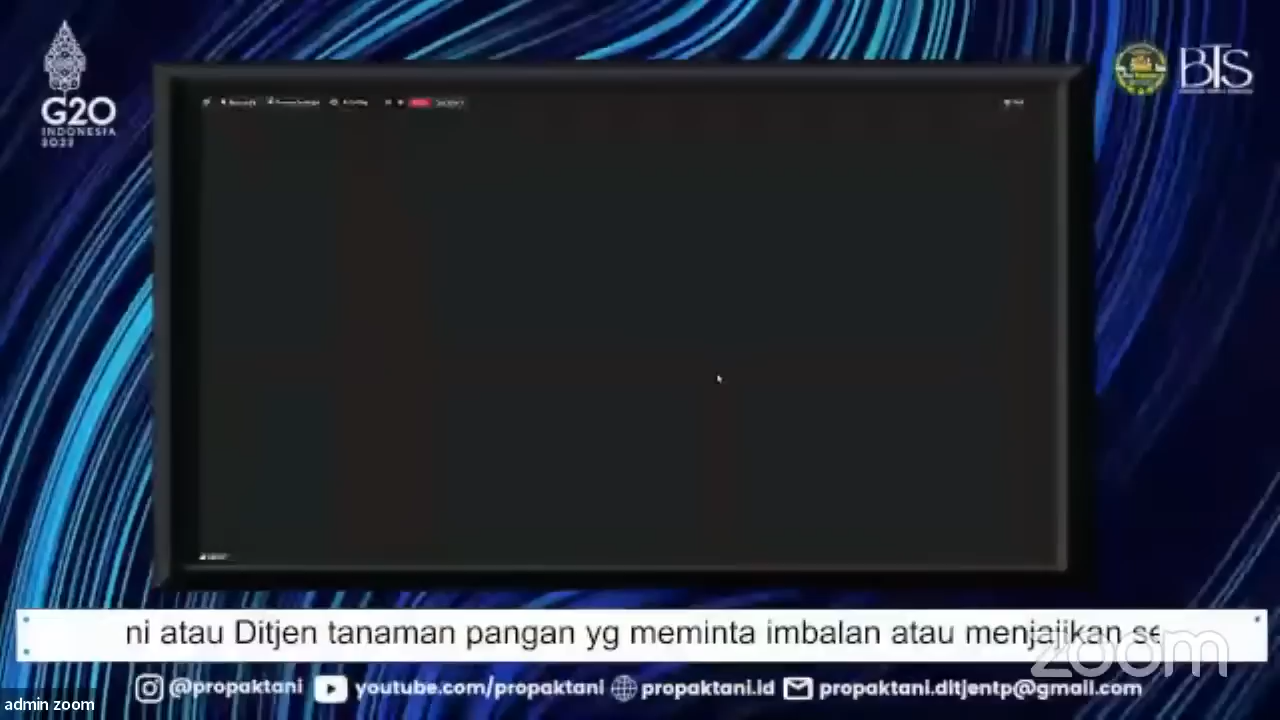 G20
INDONESIA
2022
BTS
ni atau Ditjen tanaman pangan yg meminta imbalan atau menjajikan se
zoom
@propaktani
youtube.com/propaktani
propaktani.id
propaktani.ditjentp@gmail.com
admin zoom